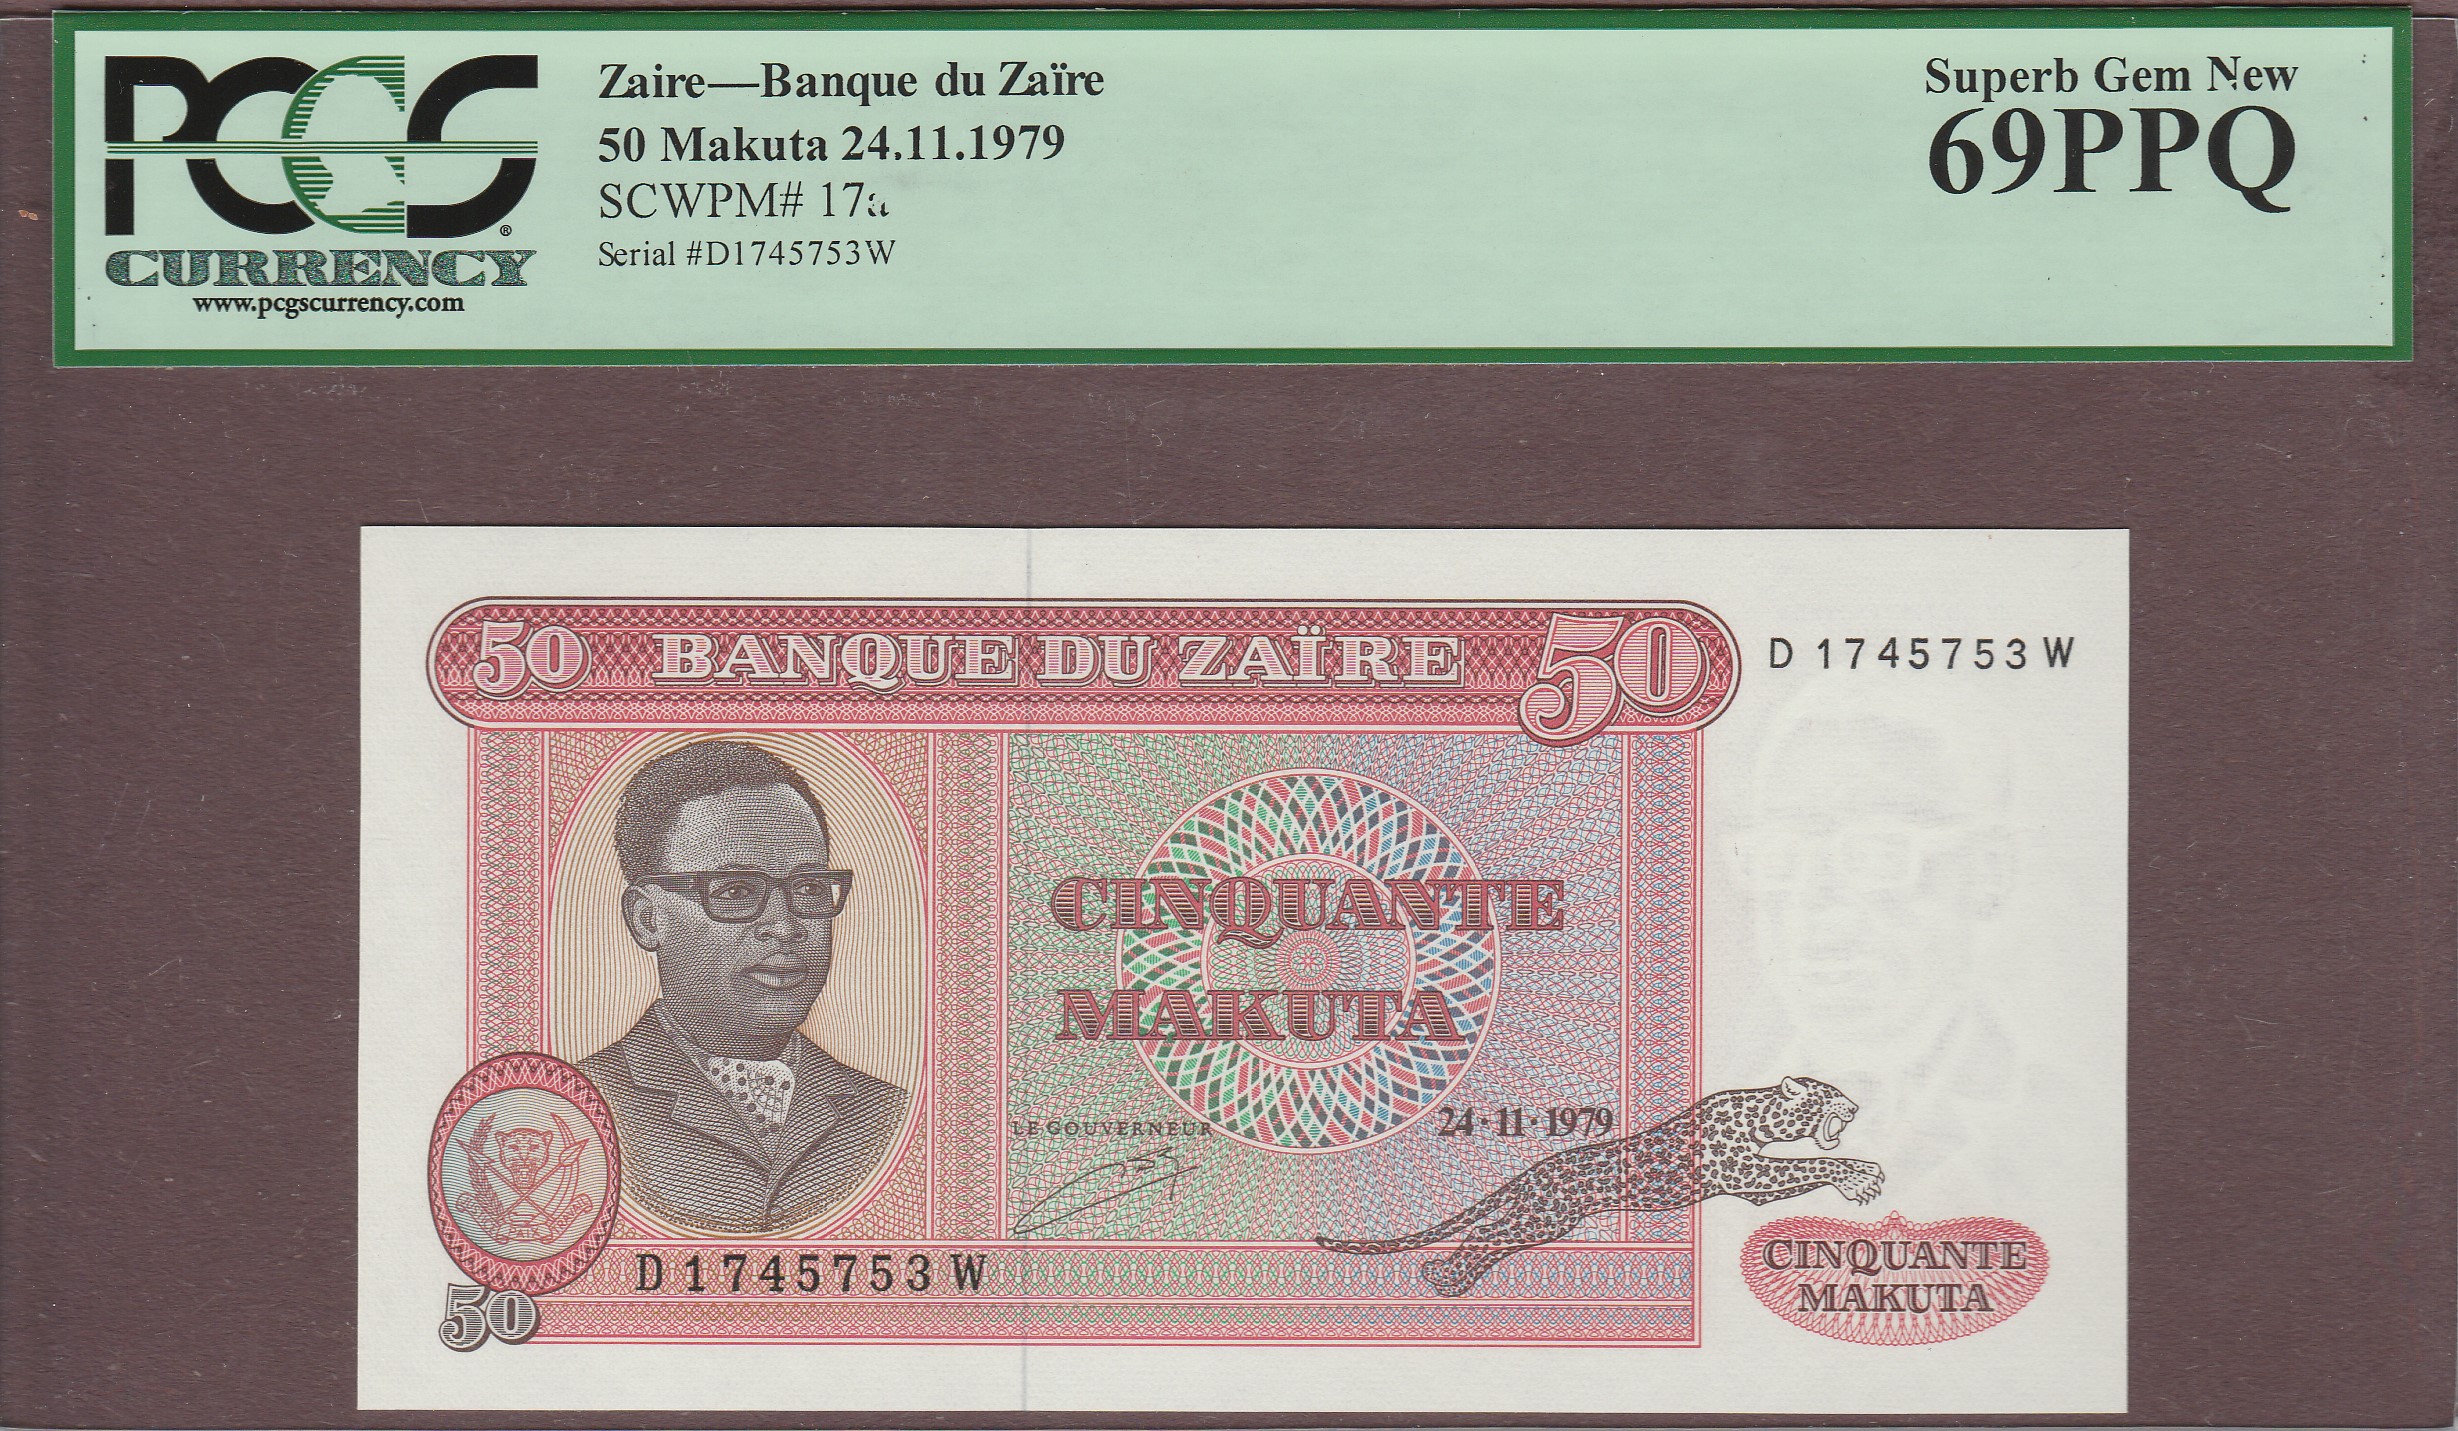 PCGS®
CURRENCY
www.pcgscurrency.com
Zaire—Banque du Zaïre
50 Makuta 24.11.1979
SCWPM# 17a
Serial #D1745753W
Superb Gem New
69PPQ
50 BANQUE DU ZAÏRE 50
D 1745753 W
CINQUANTE
MAKUTA
LE GOUVERNEUR
24·11·1979
D 1745753 W
50
CINQUANTE
MAKUTA